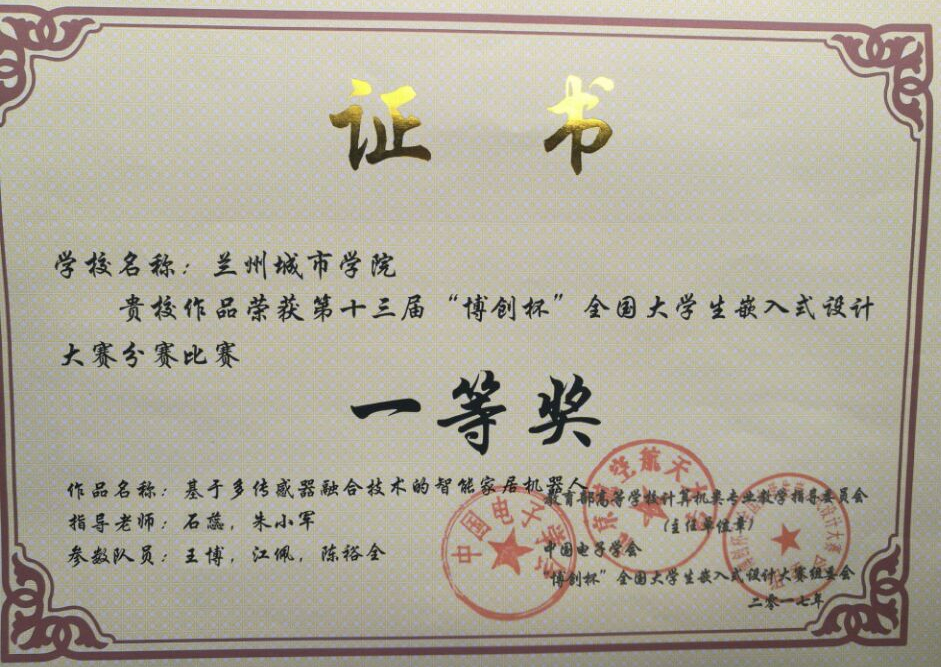 证书
学校名称：兰州城市学院
贵校作品荣获第十三届“博创杯”全国大学生嵌入式设计
大赛分赛比赛
一等奖
作品名称：基于多传感器融合技术的智能家居机器人
指导老师：石蕊，朱小军
参数队员：王博，江佩，陈裕全
教育部高等学校计算机类专业教学指导委员会
(主任单位章)
中国电子学会
“博创杯”全国大学生嵌入式设计大赛组委会
二零一七年
中国电子学会